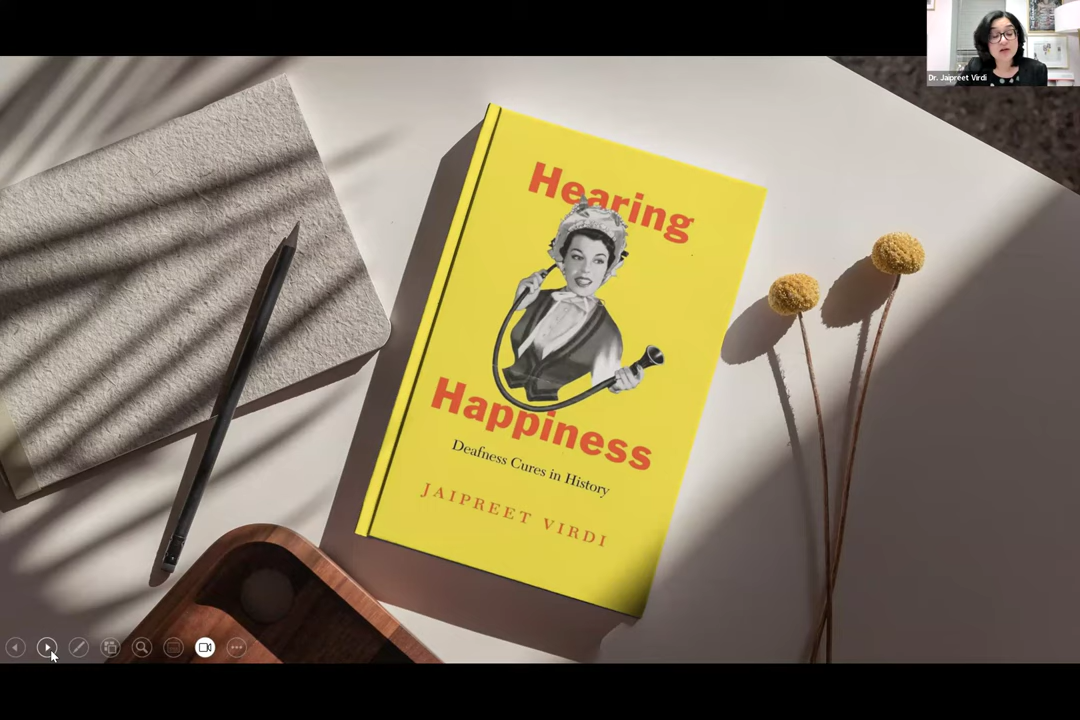 Dr. Jaipreet Virdi
Hearing
Happiness
Deafness Cures in History
JAIPREET VIRDI